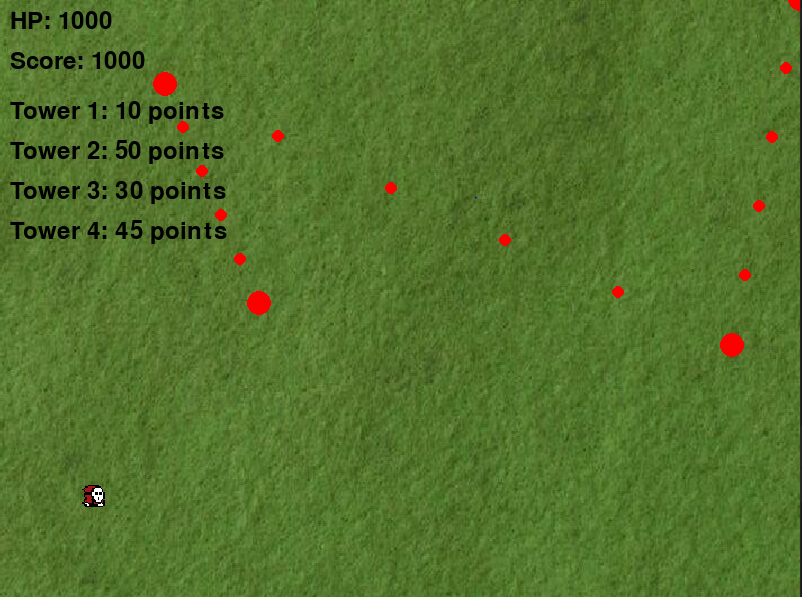 HP: 1000
Score: 1000
Tower 1: 10 points
Tower 2: 50 points
Tower 3: 30 points
Tower 4: 45 points